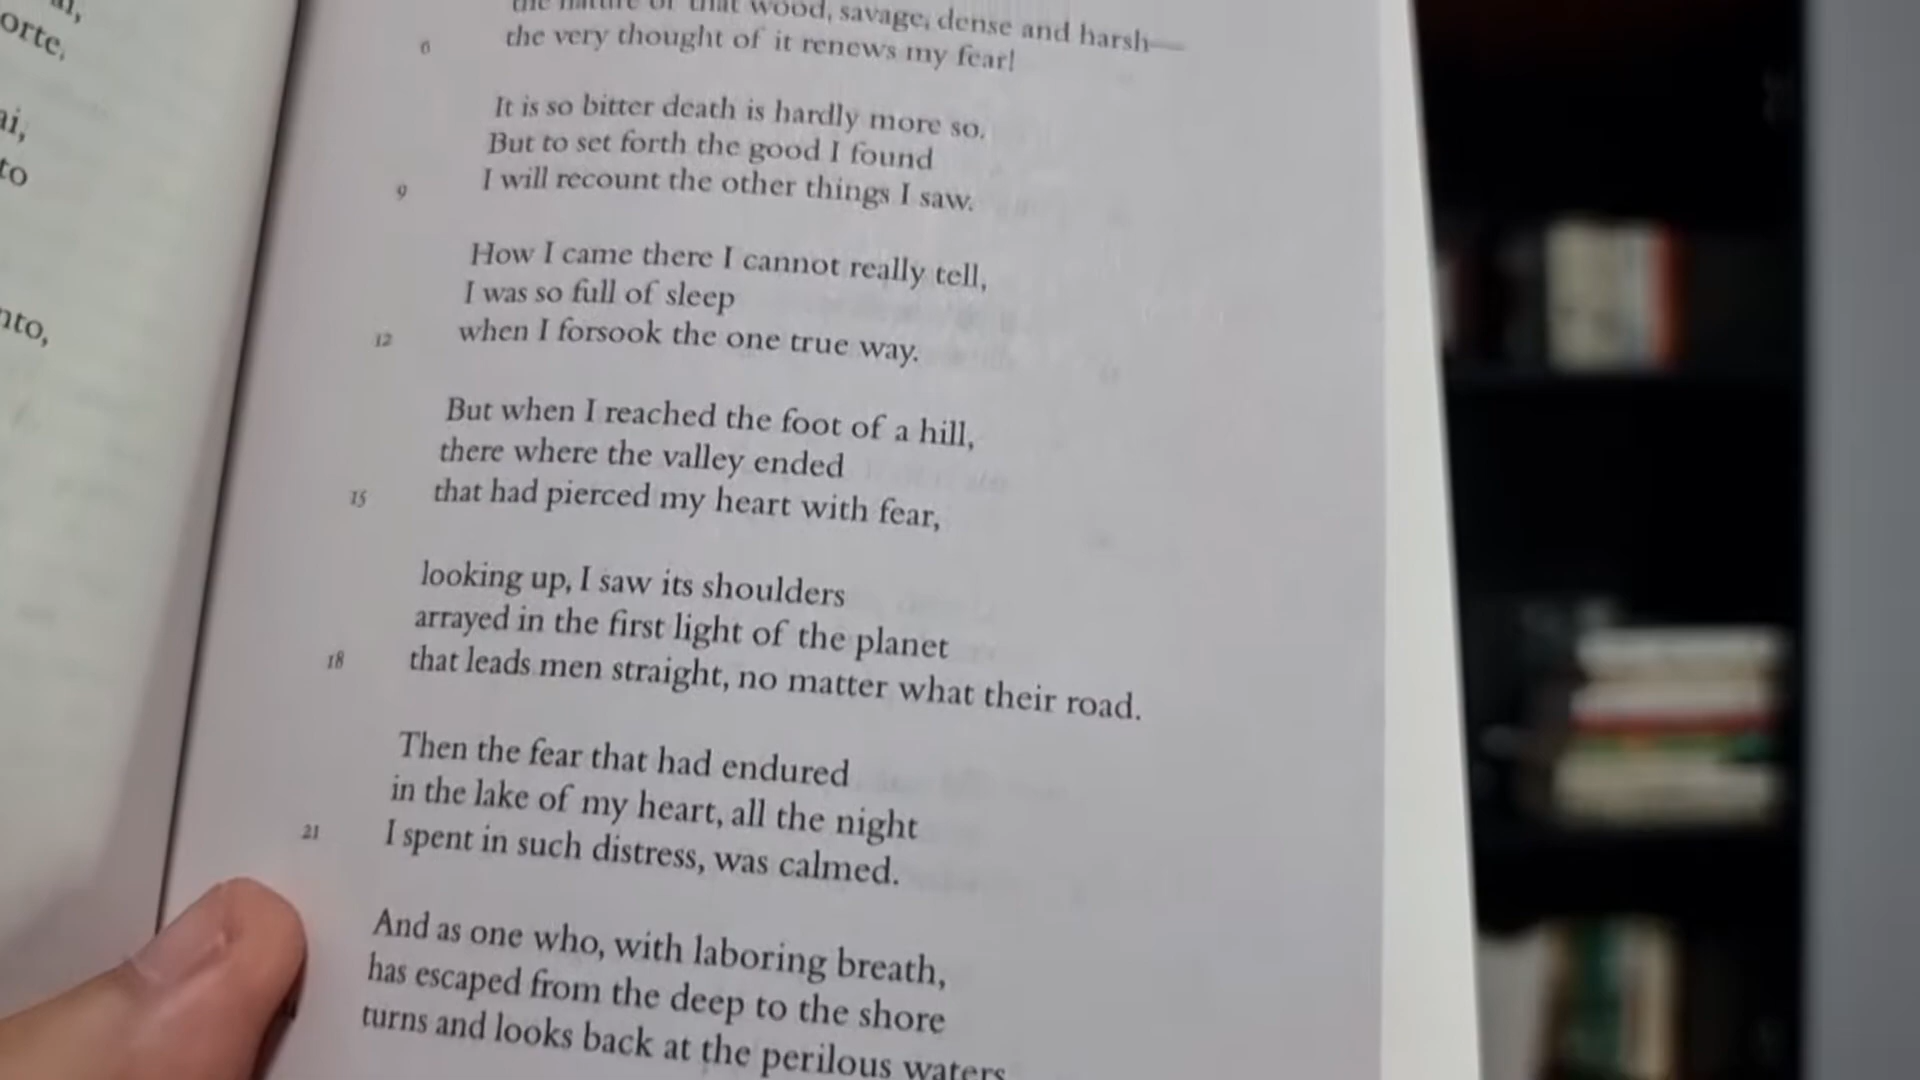 orte,
ai,
to
nto,
the nature of that wood, savage, dense and harsh—
6 the very thought of it renews my fear!
It is so bitter death is hardly more so.
But to set forth the good I found
9 I will recount the other things I saw.
How I came there I cannot really tell,
I was so full of sleep
12 when I forsook the one true way.
But when I reached the foot of a hill,
there where the valley ended
15 that had pierced my heart with fear,
looking up, I saw its shoulders
arrayed in the first light of the planet
18 that leads men straight, no matter what their road.
Then the fear that had endured
in the lake of my heart, all the night
21 I spent in such distress, was calmed.
And as one who, with laboring breath,
has escaped from the deep to the shore
turns and looks back at the perilous waters